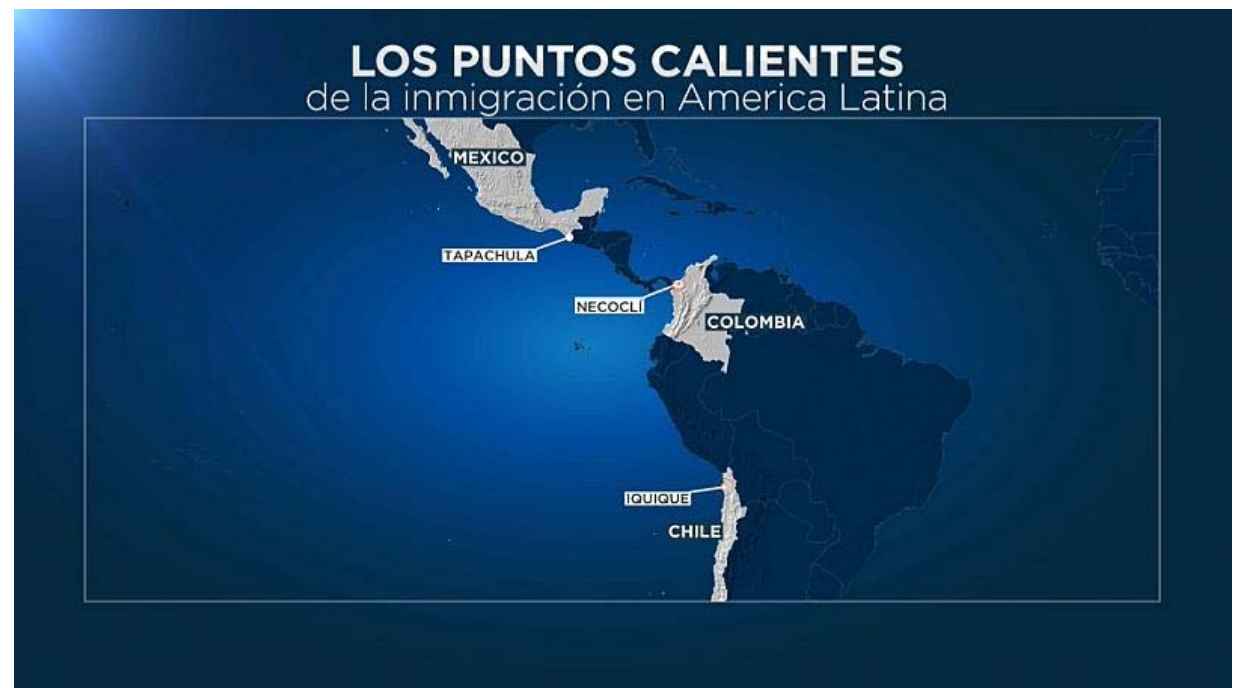 LOS PUNTOS CALIENTES
de la inmigración en America Latina
MEXICO
TAPACHULA
NECOCLÍ
COLOMBIA
IQUIQUE
CHILE